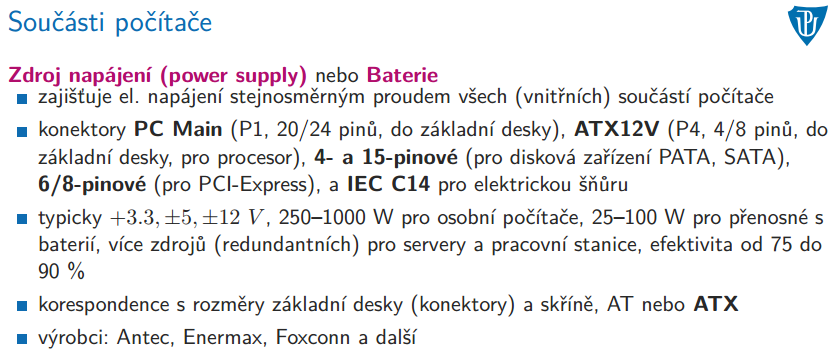 Součásti počítače
Zdroj napájení (power supply) nebo Baterie
zajišťuje el. napájení stejnosměrným proudem všech (vnitřních) součástí počítače
konektory PC Main (P1, 20/24 pinů, do základní desky), ATX12V (P4, 4/8 pinů, do
základní desky, pro procesor), 4- a 15-pinové (pro disková zařízení PATA, SATA),
6/8-pinové (pro PCI-Express), a IEC C14 pro elektrickou šňůru
typicky +3.3, ±5, ±12 V, 250–1000 W pro osobní počítače, 25–100 W pro přenosné s
baterií, více zdrojů (redundantních) pro servery a pracovní stanice, efektivita od 75 do
90 %
korespondence s rozměry základní desky (konektory) a skříně, AT nebo ATX
výrobci: Antec, Enermax, Foxconn a další